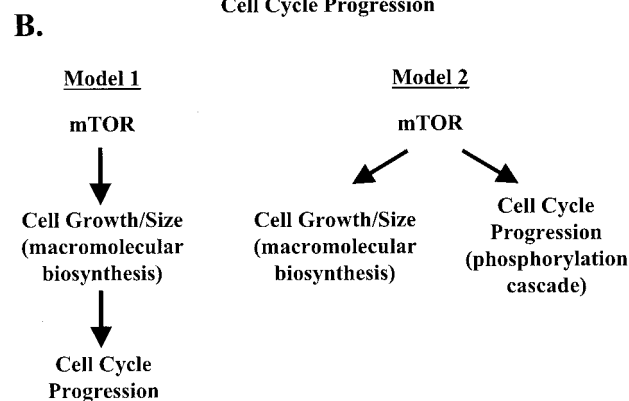 Cell Cycle Progression
B.
Model 1
mTOR
Cell Growth/Size
(macromolecular
biosynthesis)
Cell Cycle
Progression
Model 2
mTOR
Cell Growth/Size
(macromolecular
biosynthesis)
Cell Cycle
Progression
(phosphorylation
cascade)